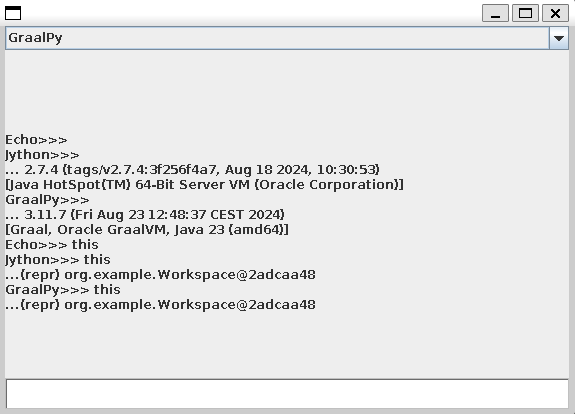 GraalPy
Echo>>>
Jython>>>
... 2.7.4 (tags/v2.7.4:3f256f4a7, Aug 18 2024, 10:30:53)
[Java HotSpot(TM) 64-Bit Server VM (Oracle Corporation)]
GraalPy>>>
... 3.11.7 (Fri Aug 23 12:48:37 CEST 2024)
[Graal, Oracle GraalVM, Java 23 (amd64)]
Echo>>> this
Jython>>> this
...(repr) org.example.Workspace@2adcaa48
GraalPy>>> this
...(repr) org.example.Workspace@2adcaa48